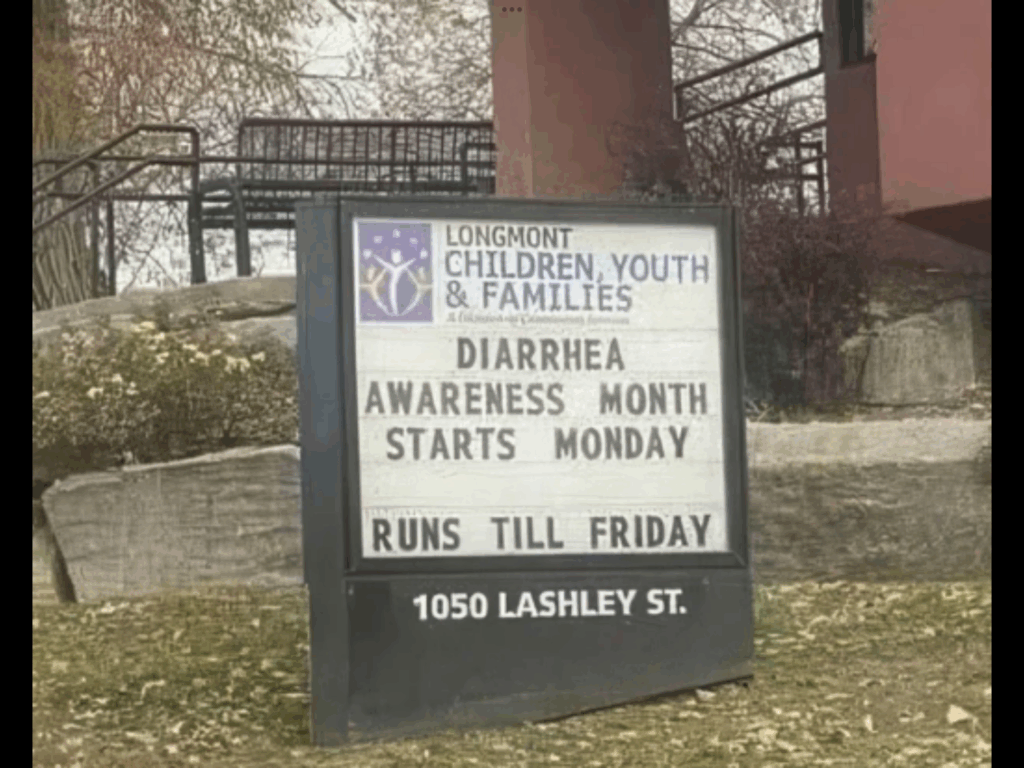 LONGMONT
CHILDREN, YOUTH
& FAMILIES
DIARRHEA
AWARENESS MONTH
STARTS MONDAY
RUNS TILL FRIDAY
1050 LASHLEY ST.